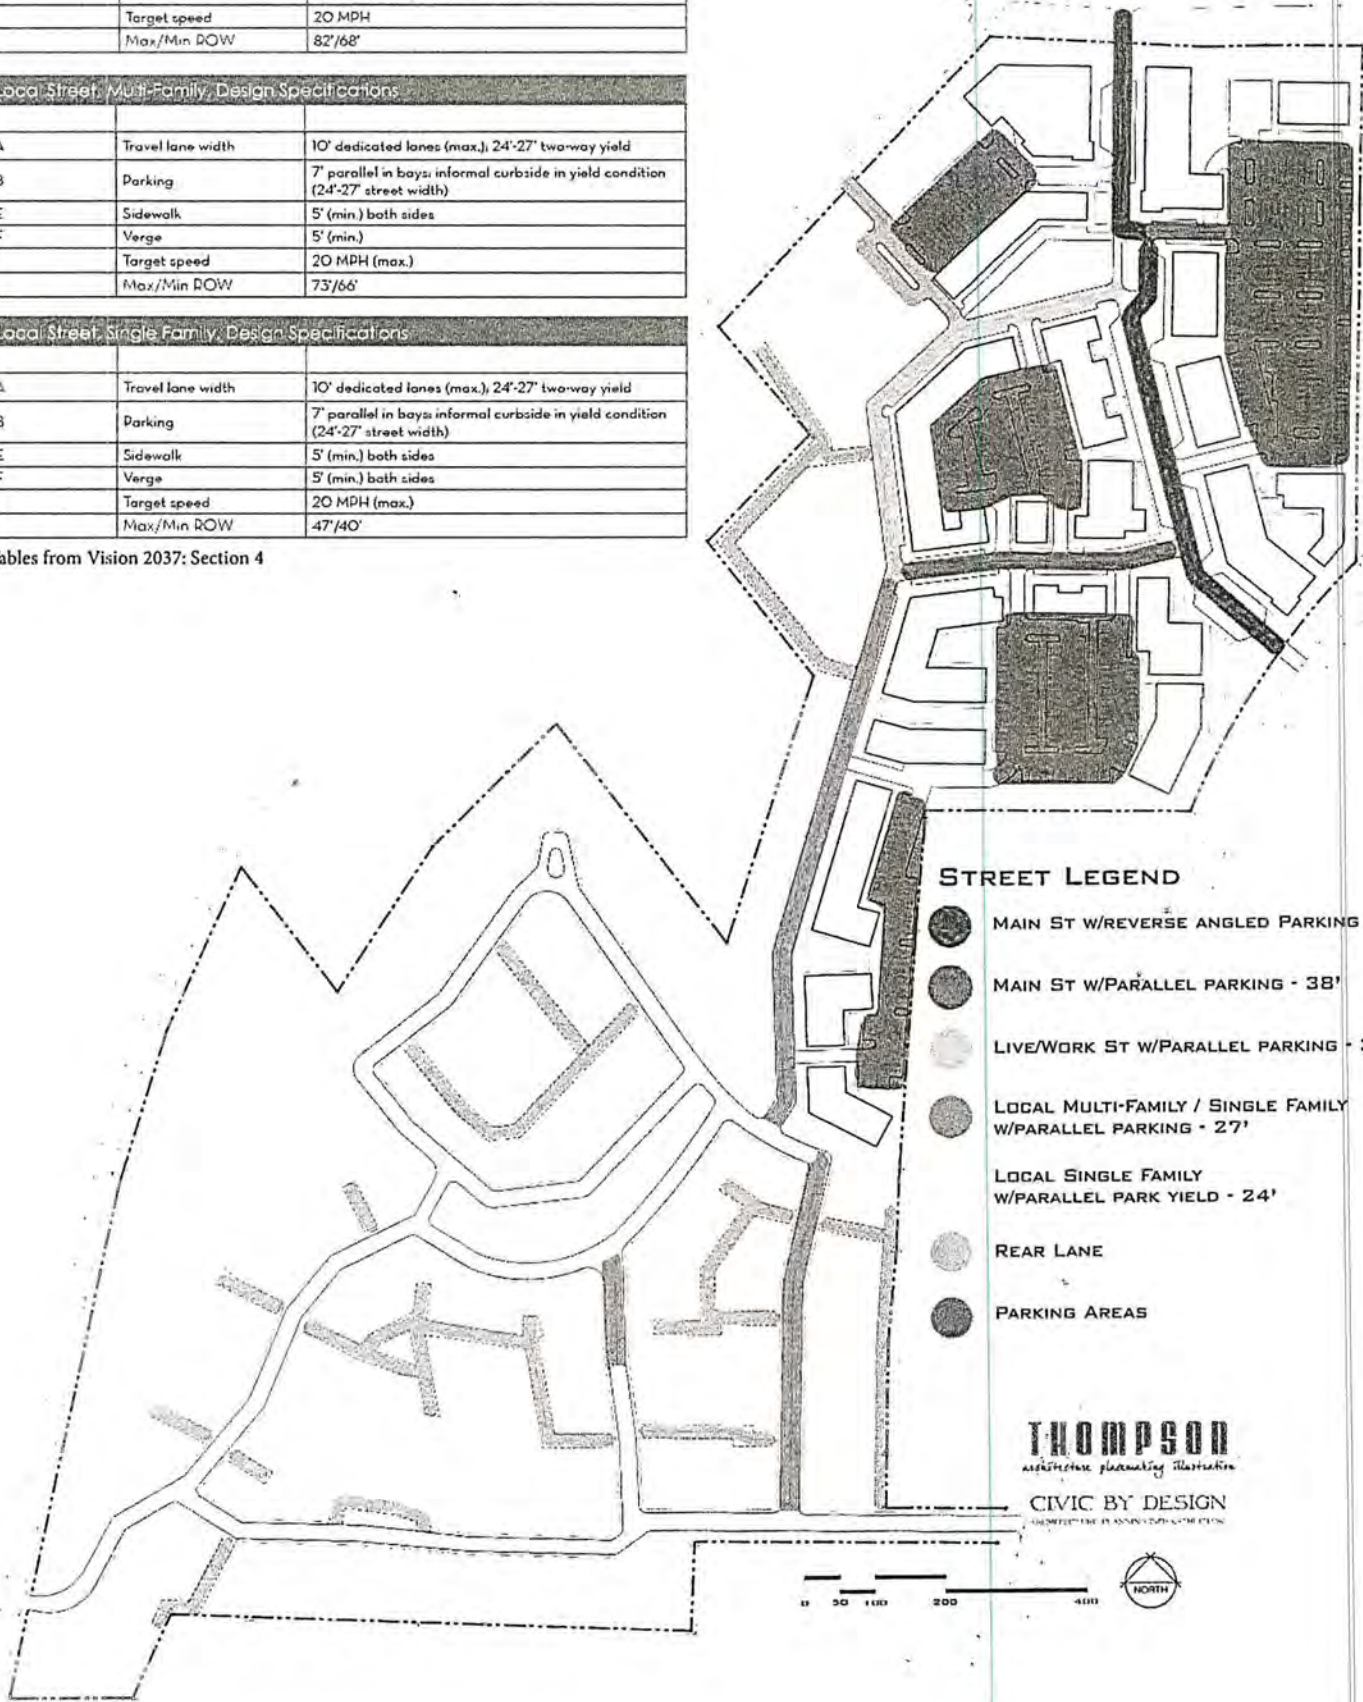 Target speed 20 MPH
Max/Min ROW 82'/68'
Local Street, Multi-Family, Design Specifications
A Travel lane width 10' dedicated lanes (max.); 24'-27' two-way yield
B Parking 7' parallel in bays; informal curbside in yield condition
(24'-27' street width)
E Sidewalk 5' (min.) both sides
F Verge 5' (min.)
Target speed 20 MPH (max.)
Max/Min ROW 73'/66'
Local Street, Single Family, Design Specifications
A Travel lane width 10' dedicated lanes (max.), 24'-27' two-way yield
B Parking 7' parallel in bays; informal curbside in yield condition
(24'-27' street width)
E Sidewalk 5' (min.) both sides
F Verge 5' (min.) both sides
Target speed 20 MPH (max.)
Max/Min ROW 47'/40'
ables from Vision 2037: Section 4
STREET LEGEND
MAIN ST W/REVERSE ANGLED PARKING
MAIN ST W/PARALLEL PARKING - 38'
LIVE/WORK ST W/PARALLEL PARKING -
LOCAL MULTI-FAMILY / SINGLE FAMILY
W/PARALLEL PARKING - 27'
LOCAL SINGLE FAMILY
W/PARALLEL PARK YIELD - 24'
REAR LANE
PARKING AREAS
THOMPSON
architecture placemaking illustration
CIVIC BY DESIGN
0 50 100 200 400
NORTH